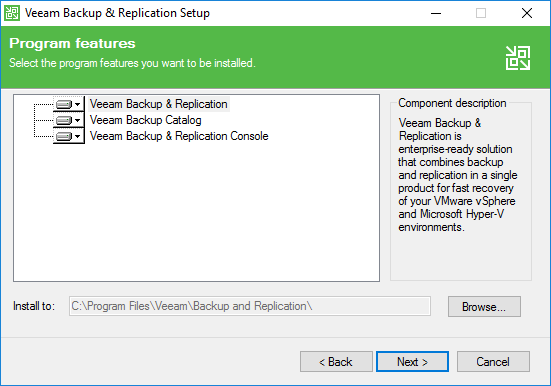 Veeam Backup & Replication Setup
Program features
Select the program features you want to be installed.
Veeam Backup & Replication
Veeam Backup Catalog
Veeam Backup & Replication Console
Component description
Veeam Backup &
Replication is
enterprise-ready solution
that combines backup
and replication in a single
product for fast recovery
of your VMware vSphere
and Microsoft Hyper-V
environments.
Install to:
C:\Program Files\Veeam\Backup and Replication\
Browse...
< Back
Next >
Cancel